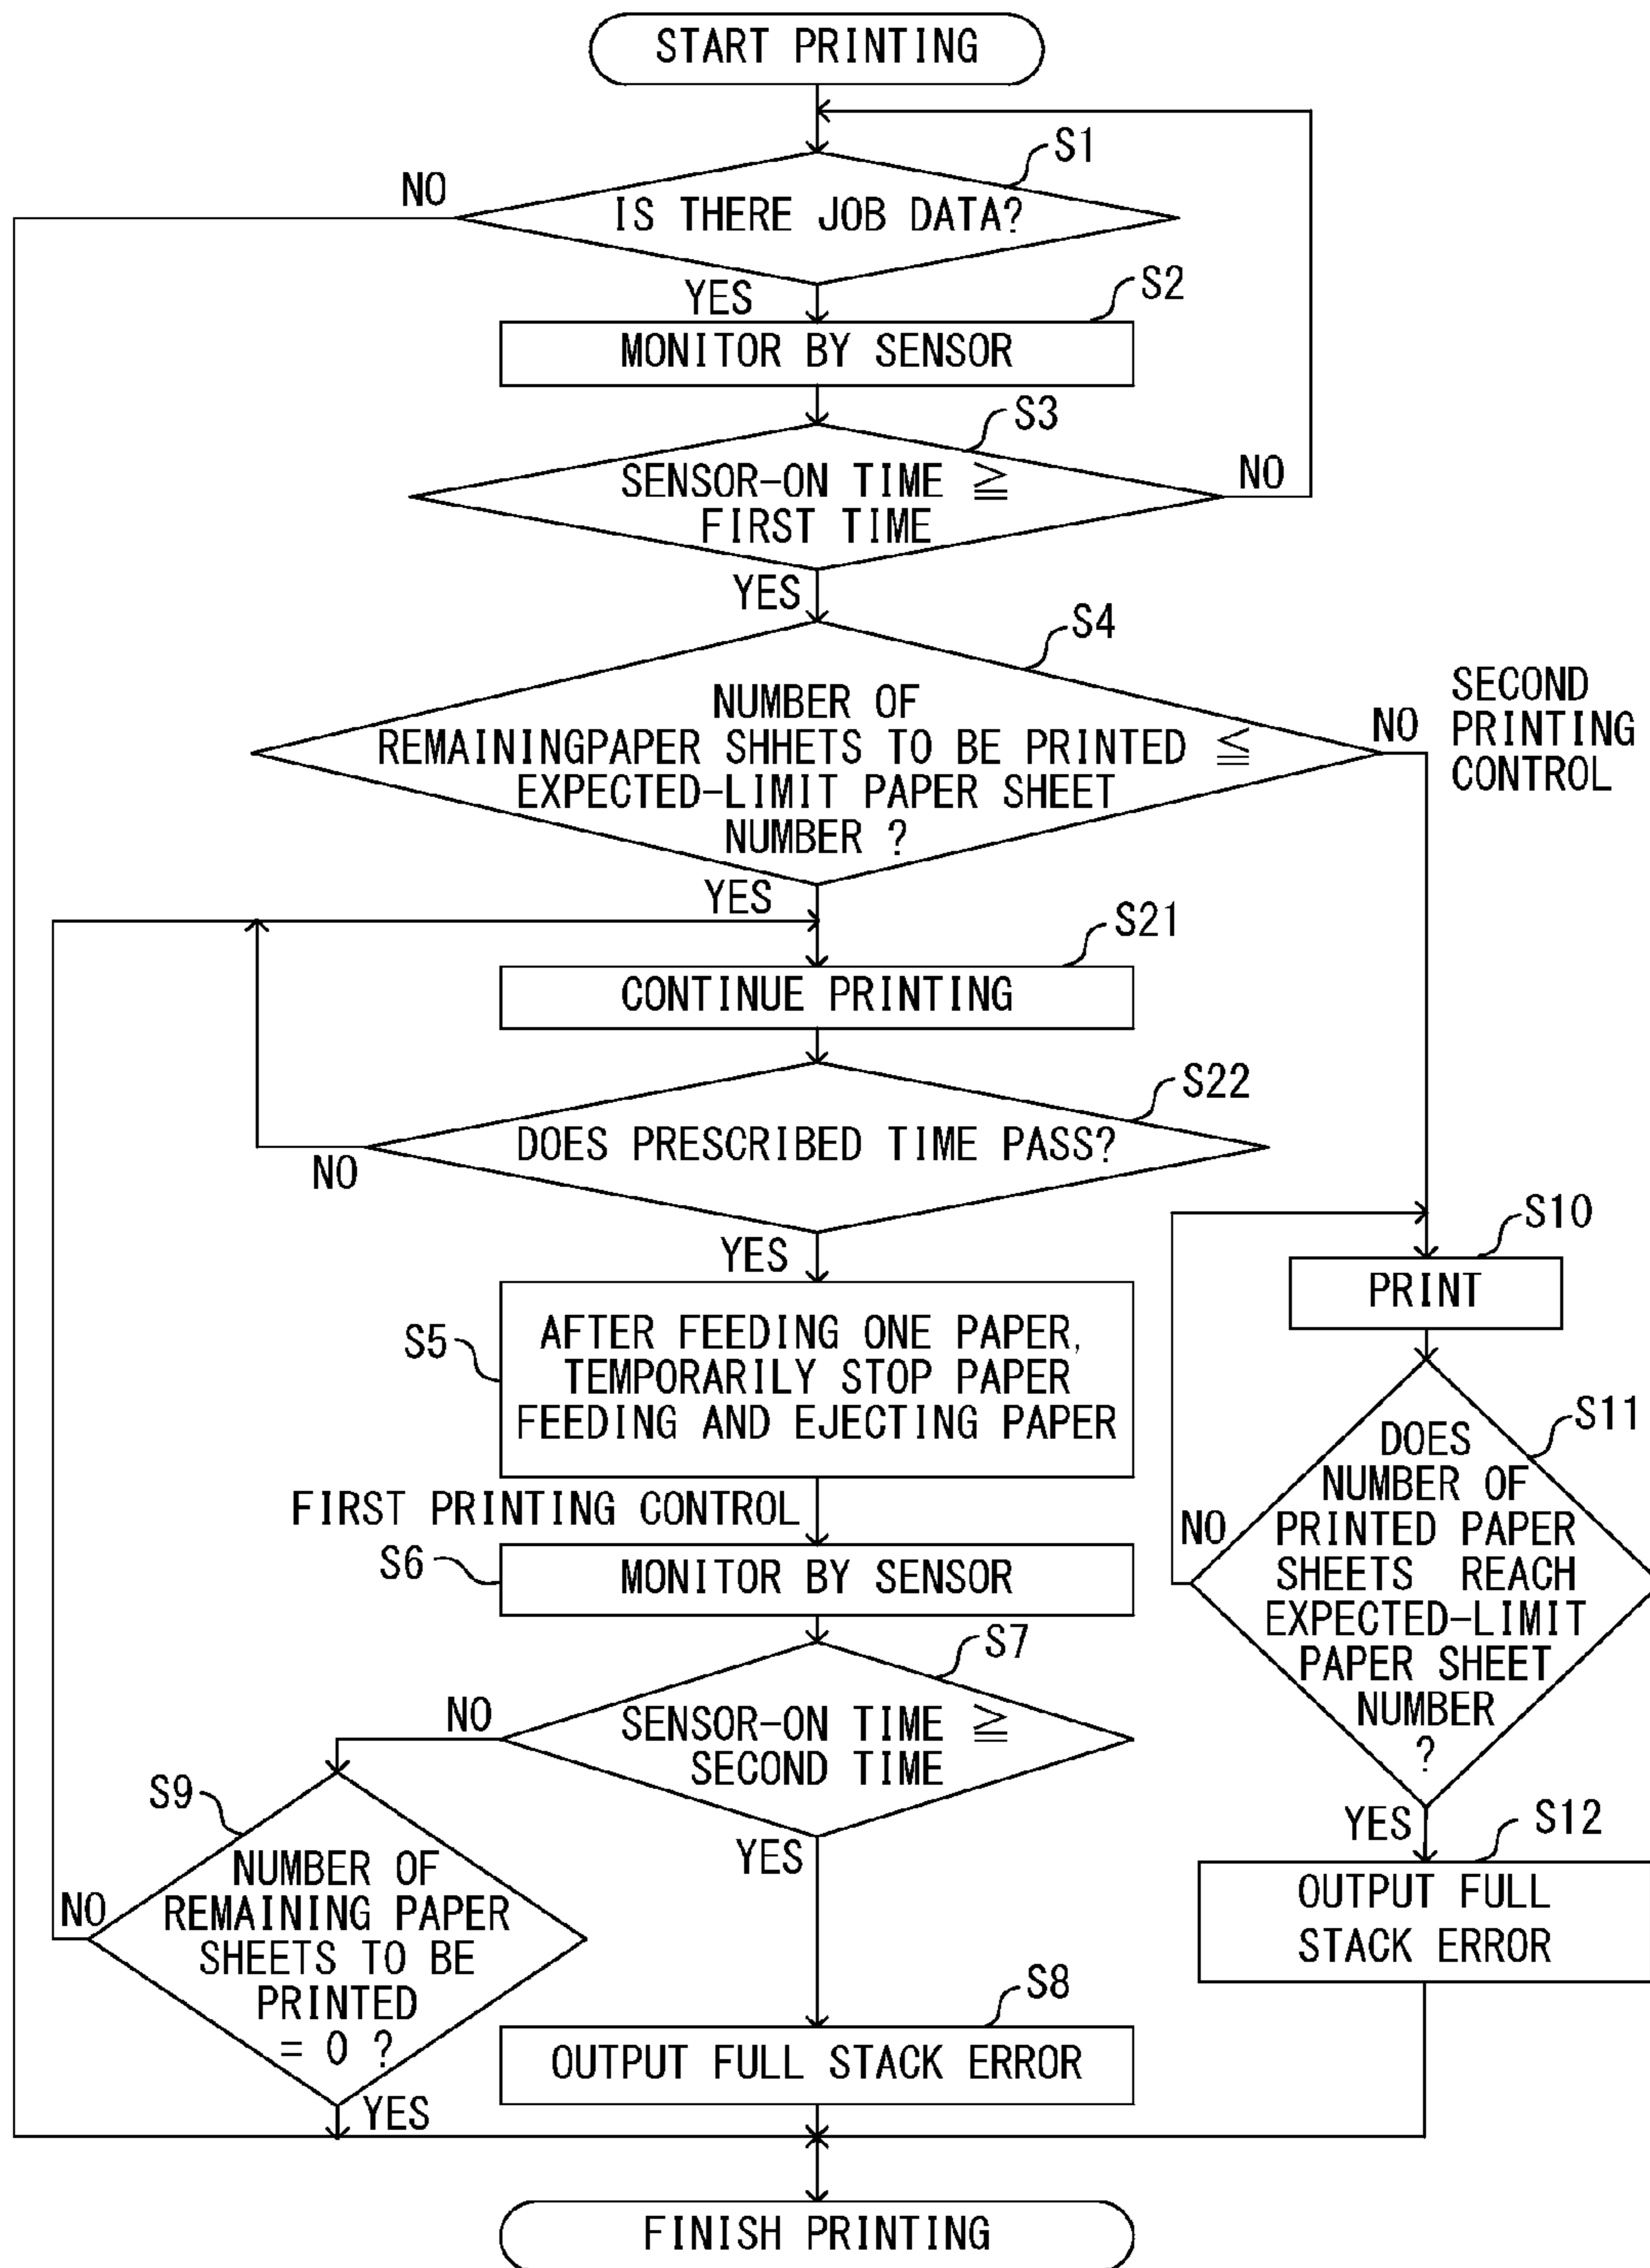 START PRINTING
S1
NO
IS THERE JOB DATA?
YES
S2
MONITOR BY SENSOR
S3
SENSOR-ON TIME ≧
FIRST TIME
NO
YES
S4
NUMBER OF
REMAININGPAPER SHHETS TO BE PRINTED ≦
EXPECTED-LIMIT PAPER SHEET
NUMBER ?
NO
SECOND
PRINTING
CONTROL
YES
S21
CONTINUE PRINTING
S22
DOES PRESCRIBED TIME PASS?
NO
YES
S5
AFTER FEEDING ONE PAPER,
TEMPORARILY STOP PAPER
FEEDING AND EJECTING PAPER
FIRST PRINTING CONTROL
S6
MONITOR BY SENSOR
S7
SENSOR-ON TIME ≧
SECOND TIME
NO
YES
S9
NUMBER OF
REMAINING PAPER
SHEETS TO BE
PRINTED
= 0 ?
NO
YES
S8
OUTPUT FULL STACK ERROR
S10
PRINT
S11
DOES
NUMBER OF
PRINTED PAPER
SHEETS REACH
EXPECTED-LIMIT
PAPER SHEET
NUMBER
?
NO
YES
S12
OUTPUT FULL
STACK ERROR
FINISH PRINTING